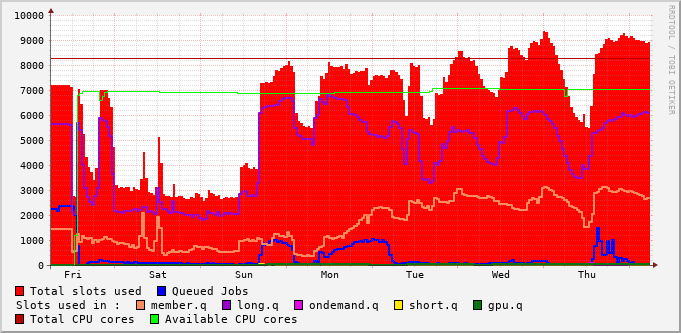 RRDTOOL / TOBI OETIKER
10000
9000
8000
7000
6000
5000
4000
3000
2000
1000
0
Fri Sat Sun Mon Tue Wed Thu
Total slots used Queued Jobs
Slots used in : member.q long.q ondemand.q short.q gpu.q
Total CPU cores Available CPU cores